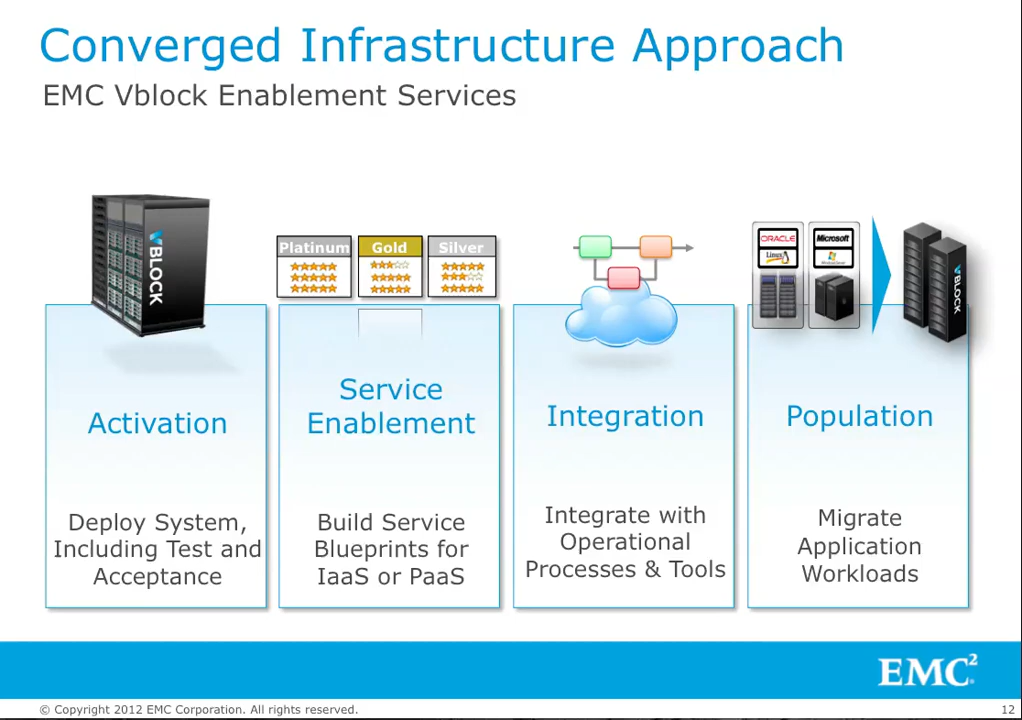 Converged Infrastructure Approach
EMC Vblock Enablement Services
VBLOCK
Platinum
Gold
Silver
ORACLE
Microsoft
Linux
VBLOCK
Activation
Service
Enablement
Integration
Population
Deploy System,
Including Test and
Acceptance
Build Service
Blueprints for
IaaS or PaaS
Integrate with
Operational
Processes & Tools
Migrate
Application
Workloads
EMC²
© Copyright 2012 EMC Corporation. All rights reserved.
12